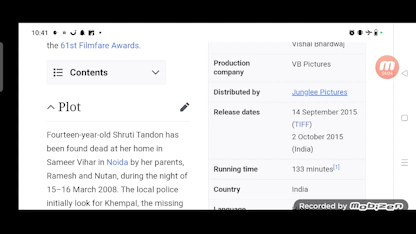 10:41
the 61st Filmfare Awards.
Contents
Plot
Fourteen-year-old Shruti Tandon has
been found dead at her home in
Sameer Vihar in Noida by her parents,
Ramesh and Nutan, during the night of
15–16 March 2008. The local police
initially look for Khempal, the missing
Vishal Bhardwaj
Production
company
VB Pictures
Distributed by
Junglee Pictures
Release dates
14 September 2015
(TIFF)
2 October 2015
(India)
Running time
133 minutes[1]
Country
India
Language
Recorded by
MOBIZEN